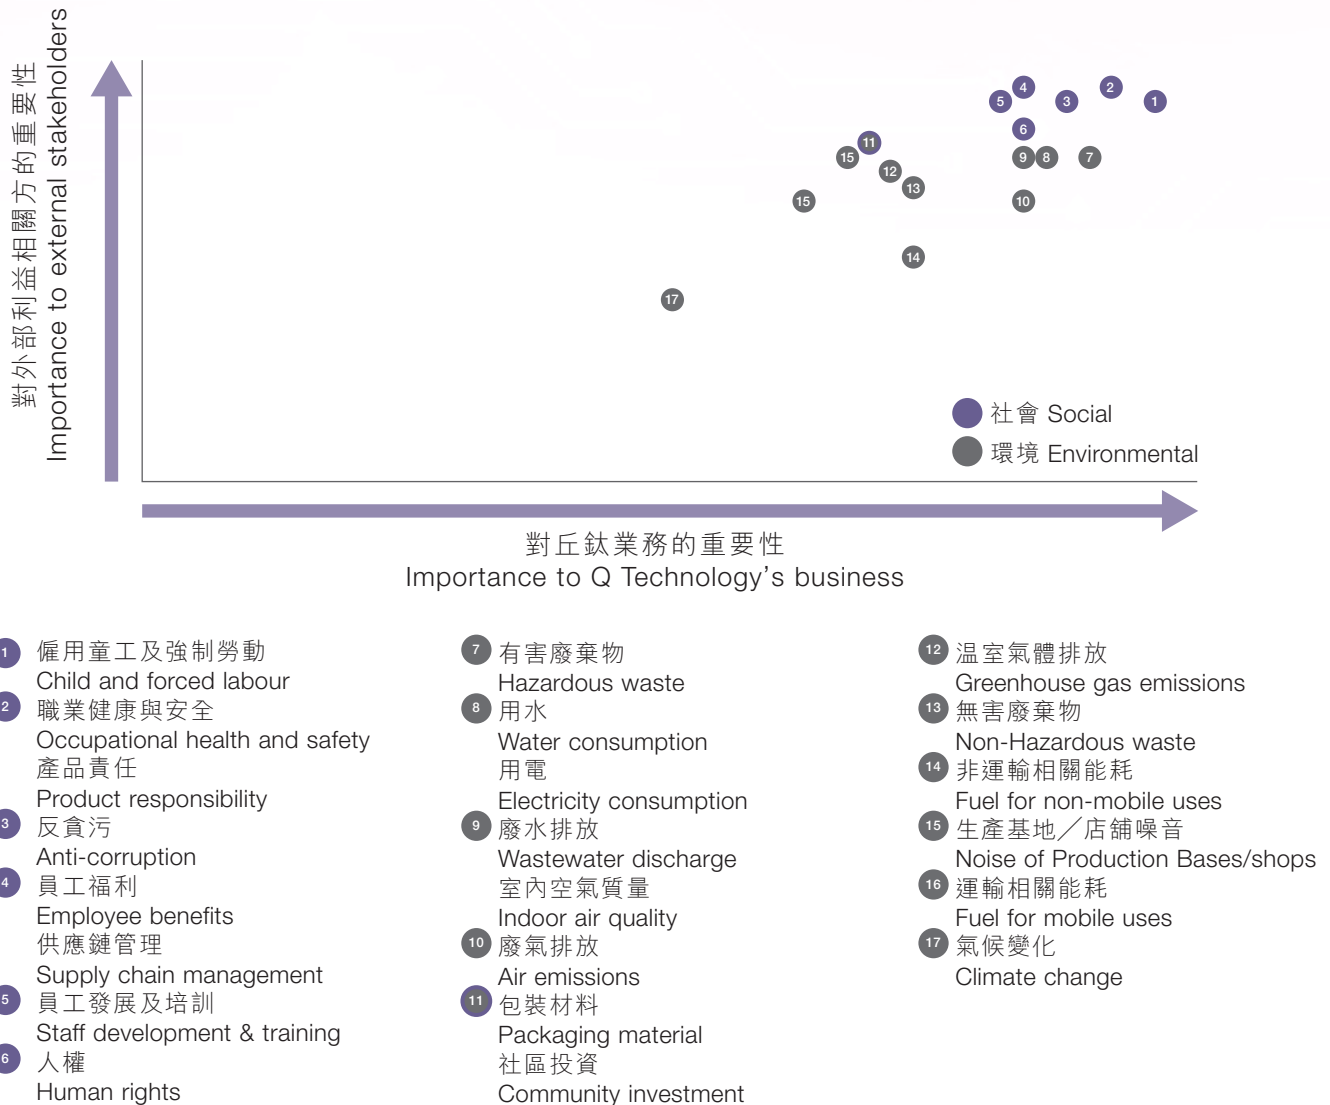 對外部利益相關方的重要性
Importance to external stakeholders
4
2
5
3
1
6
11
15
9
8
7
12
13
15
10
14
17
社會 Social
環境 Environmental
對丘鈦業務的重要性
Importance to Q Technology's business
1 僱用童工及強制勞動
Child and forced labour
2 職業健康與安全
Occupational health and safety
產品責任
Product responsibility
3 反貪污
Anti-corruption
4 員工福利
Employee benefits
供應鏈管理
Supply chain management
5 員工發展及培訓
Staff development & training
6 人權
Human rights
7 有害廢棄物
Hazardous waste
8 用水
Water consumption
用電
Electricity consumption
9 廢水排放
Wastewater discharge
室內空氣質量
Indoor air quality
10 廢氣排放
Air emissions
11 包裝材料
Packaging material
社區投資
Community investment
12 温室氣體排放
Greenhouse gas emissions
13 無害廢棄物
Non-Hazardous waste
14 非運輸相關能耗
Fuel for non-mobile uses
15 生產基地／店舖噪音
Noise of Production Bases/shops
16 運輸相關能耗
Fuel for mobile uses
17 氣候變化
Climate change